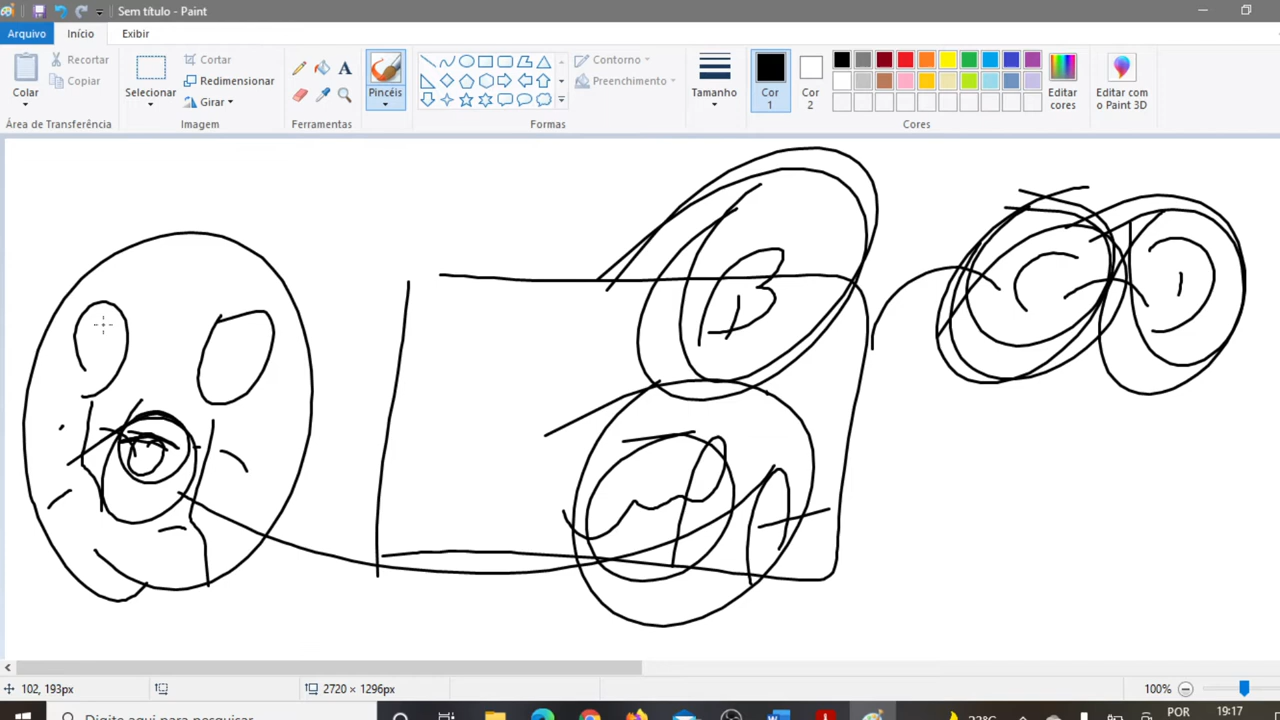 Sem título - Paint
Arquivo Início Exibir
Colar
Recortar
Copiar
Área de Transferência
Selecionar
Cortar
Redimensionar
Girar
Imagem
Ferramentas
Pincéis
Contorno
Preenchimento
Formas
Tamanho
Cor 1
Cor 2
Editar cores
Editar com o Paint 3D
Cores
B
C
D
A
102, 193px
2720 × 1296px
100%
Digite aqui para pesquisar
23°C
POR
19:17